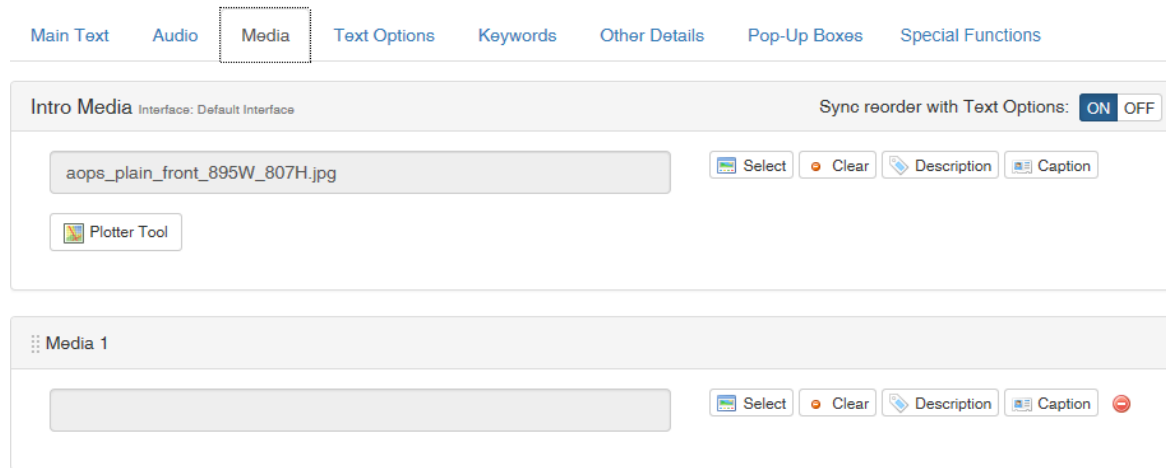 Main Text Audio Media Text Options Keywords Other Details Pop-Up Boxes Special Functions
Intro Media Interface: Default Interface Sync reorder with Text Options: ON OFF
aops_plain_front_895W_807H.jpg Select Clear Description Caption
Plotter Tool
Media 1
Select Clear Description Caption